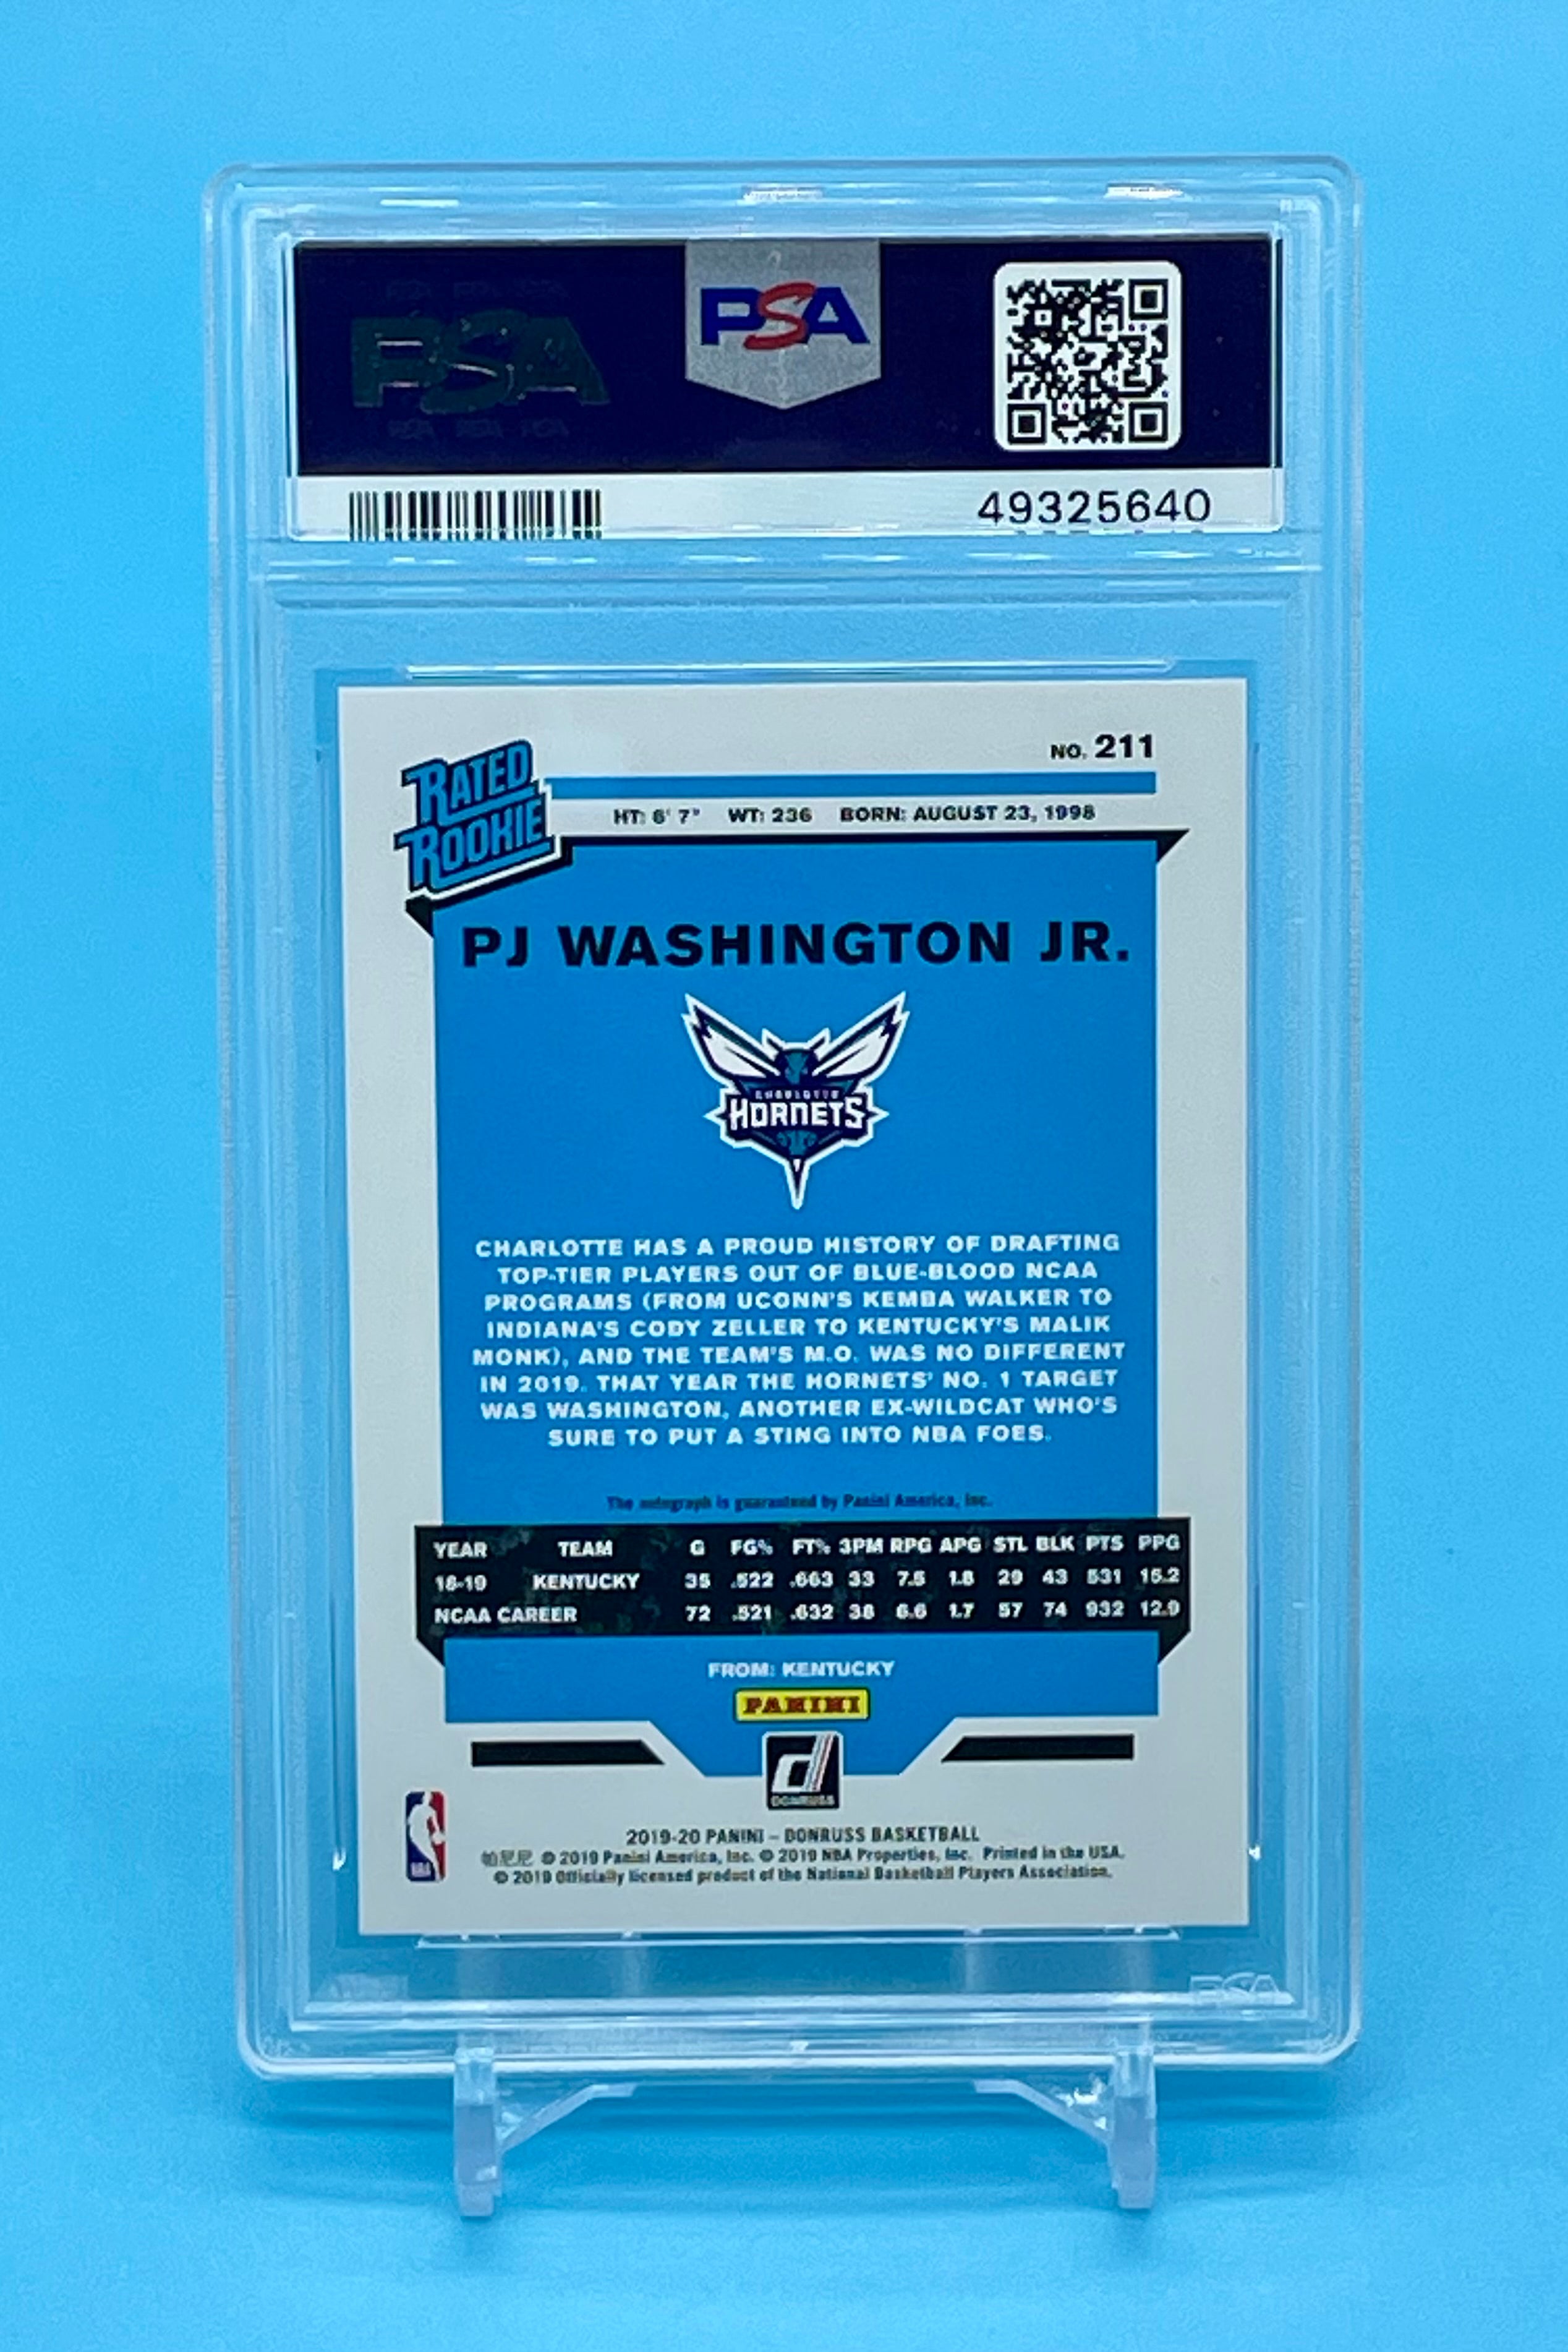 PSA
PSA
49325640
RATED
ROOKIE
NO. 211
HT: 6' 7" WT: 236 BORN: AUGUST 23, 1998
PJ WASHINGTON JR.
CHARLOTTE
HORNETS
CHARLOTTE HAS A PROUD HISTORY OF DRAFTING
TOP-TIER PLAYERS OUT OF BLUE-BLOOD NCAA
PROGRAMS (FROM UCONN'S KEMBA WALKER TO
INDIANA'S CODY ZELLER TO KENTUCKY'S MALIK
MONK), AND THE TEAM'S M.O. WAS NO DIFFERENT
IN 2019. THAT YEAR THE HORNETS' NO. 1 TARGET
WAS WASHINGTON, ANOTHER EX-WILDCAT WHO'S
SURE TO PUT A STING INTO NBA FOES.
The autograph is guaranteed by Panini America, Inc.
YEAR TEAM G FG% FT% 3PM RPG APG STL BLK PTS PPG
18-19 KENTUCKY 35 .522 .663 33 7.5 1.8 29 43 531 15.2
NCAA CAREER 72 .521 .632 38 6.6 1.7 57 74 932 12.9
FROM: KENTUCKY
PANINI
d
DONRUSS
NBA
2019-20 PANINI – DONRUSS BASKETBALL
帕尼尼 © 2019 Panini America, Inc. © 2019 NBA Properties, Inc. Printed in the USA.
© 2019 Officially licensed product of the National Basketball Players Association.
PSA